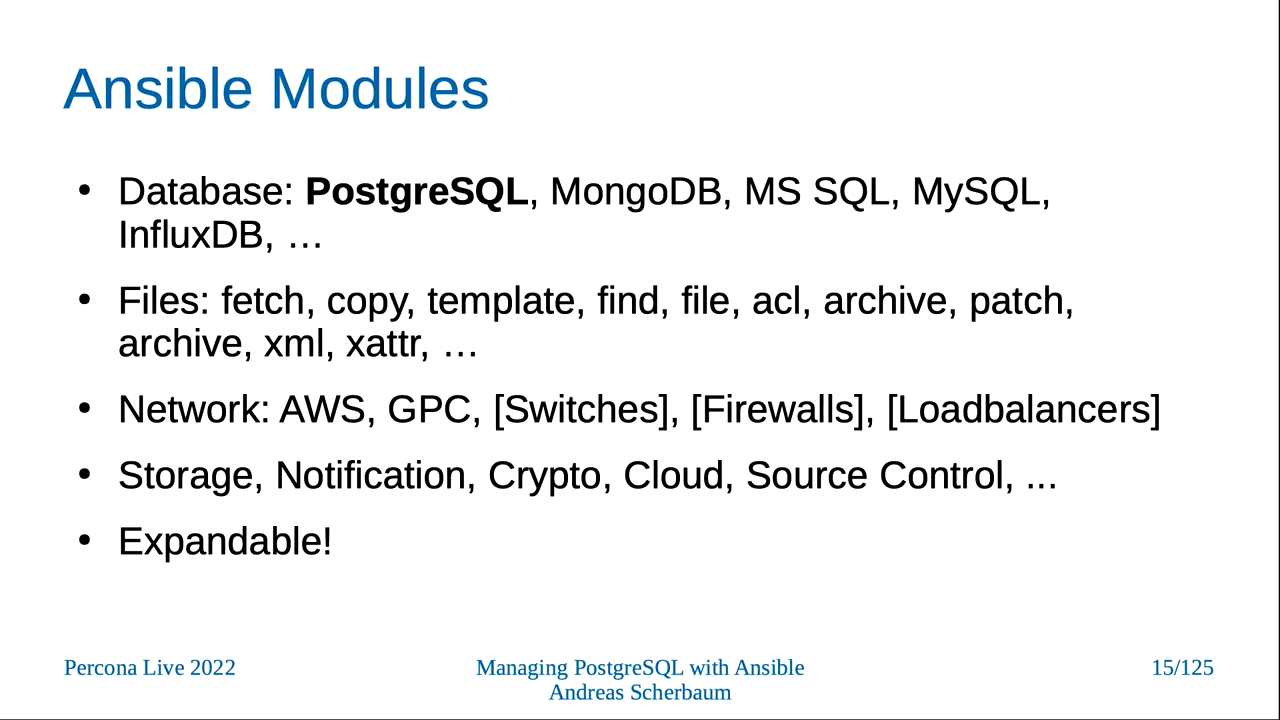 Ansible Modules
• Database: PostgreSQL, MongoDB, MS SQL, MySQL,
InfluxDB, …
• Files: fetch, copy, template, find, file, acl, archive, patch,
archive, xml, xattr, …
• Network: AWS, GPC, [Switches], [Firewalls], [Loadbalancers]
• Storage, Notification, Crypto, Cloud, Source Control, ...
• Expandable!
Percona Live 2022
Managing PostgreSQL with Ansible
Andreas Scherbaum
15/125